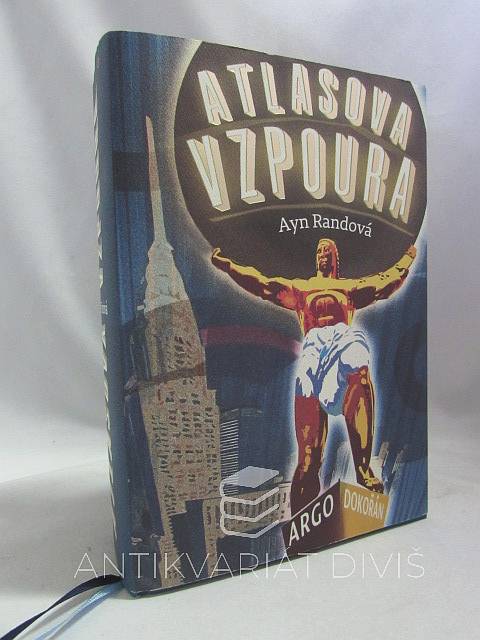 ATLASOVA
VZPOURA
Ayn Randová
ARGO
DOKOŘÁN
ANTIKVARIÁT DIVIŠ